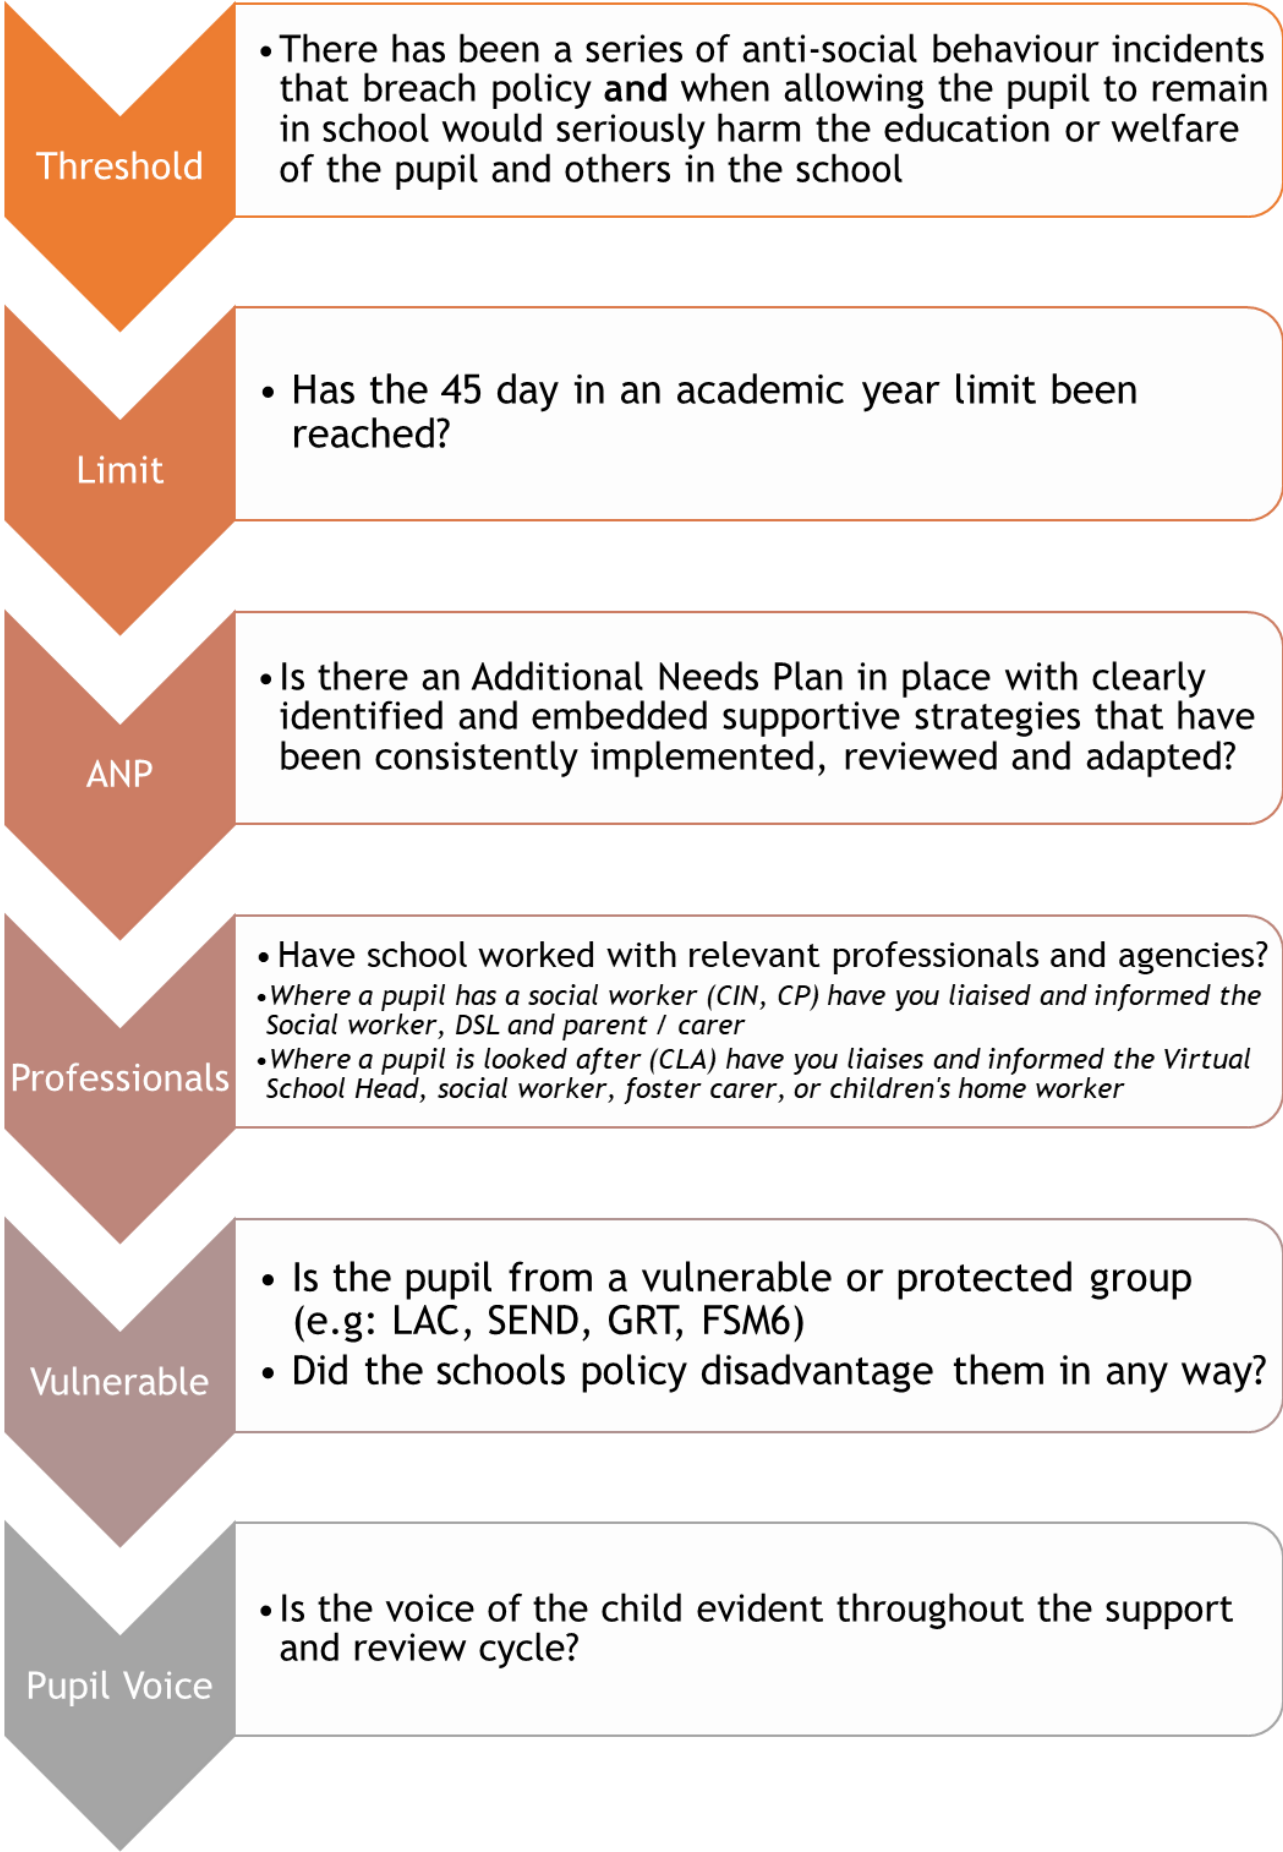 Threshold
•There has been a series of anti-social behaviour incidents
that breach policy and when allowing the pupil to remain
in school would seriously harm the education or welfare
of the pupil and others in the school
Limit
• Has the 45 day in an academic year limit been
reached?
ANP
•Is there an Additional Needs Plan in place with clearly
identified and embedded supportive strategies that have
been consistently implemented, reviewed and adapted?
Professionals
•Have school worked with relevant professionals and agencies?
•Where a pupil has a social worker (CIN, CP) have you liaised and informed the
Social worker, DSL and parent / carer
•Where a pupil is looked after (CLA) have you liaises and informed the Virtual
School Head, social worker, foster carer, or children's home worker
Vulnerable
• Is the pupil from a vulnerable or protected group
(e.g: LAC, SEND, GRT, FSM6)
• Did the schools policy disadvantage them in any way?
Pupil Voice
•Is the voice of the child evident throughout the support
and review cycle?